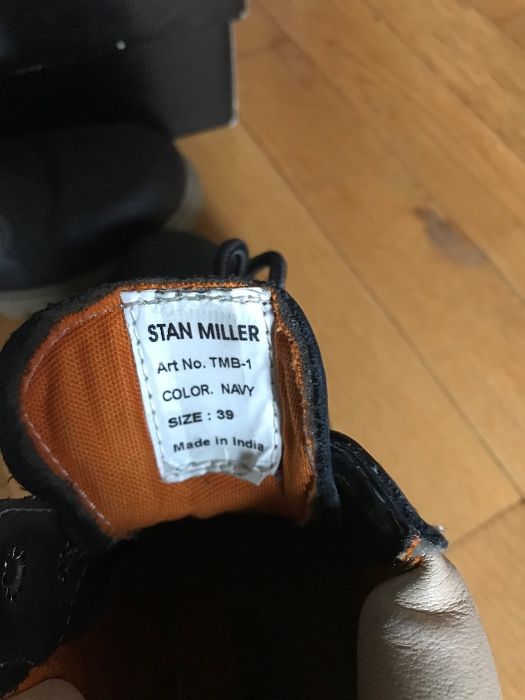 STAN MILLER
Art No. TMB-1
COLOR. NAVY
SIZE : 39
Made in India